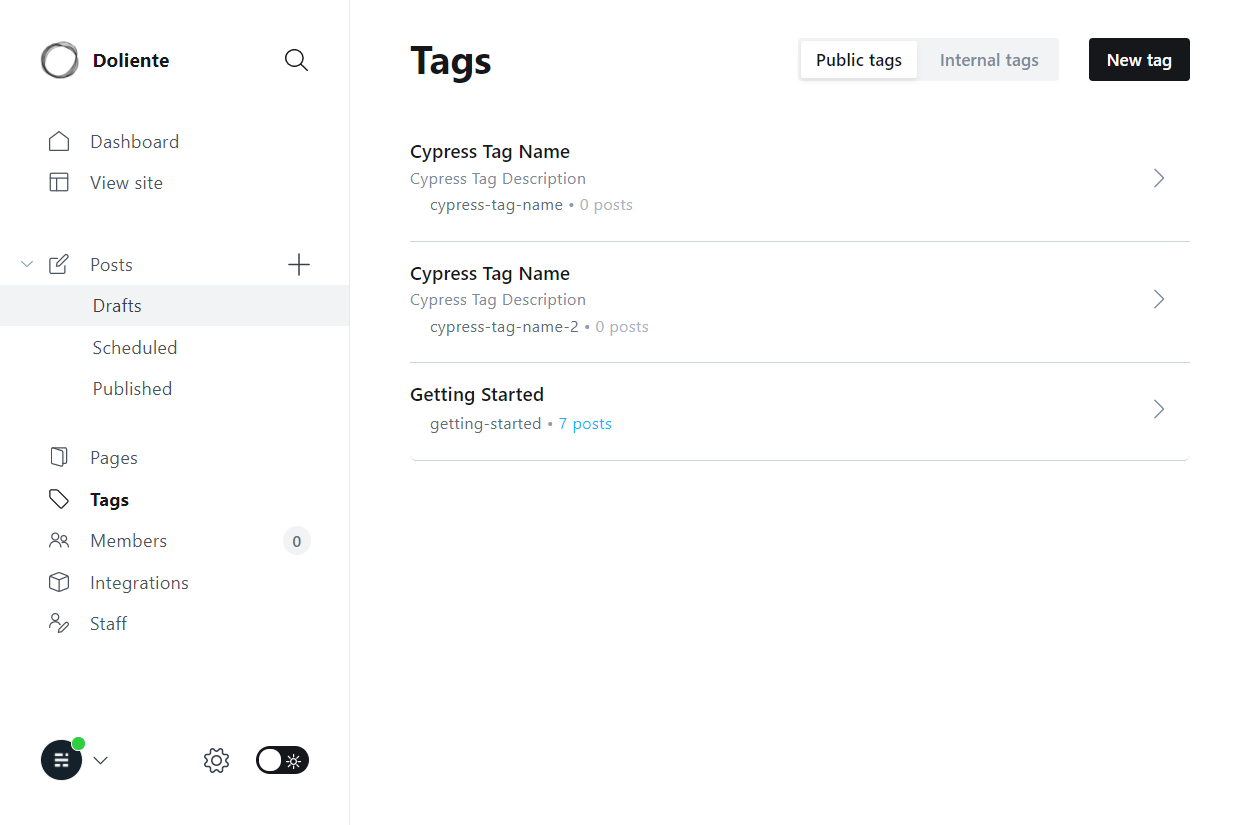 Doliente
Dashboard
View site
Posts
Drafts
Scheduled
Published
Pages
Tags
Members
0
Integrations
Staff
Tags
Public tags
Internal tags
New tag
Cypress Tag Name
Cypress Tag Description
cypress-tag-name • 0 posts
Cypress Tag Name
Cypress Tag Description
cypress-tag-name-2 • 0 posts
Getting Started
getting-started • 7 posts